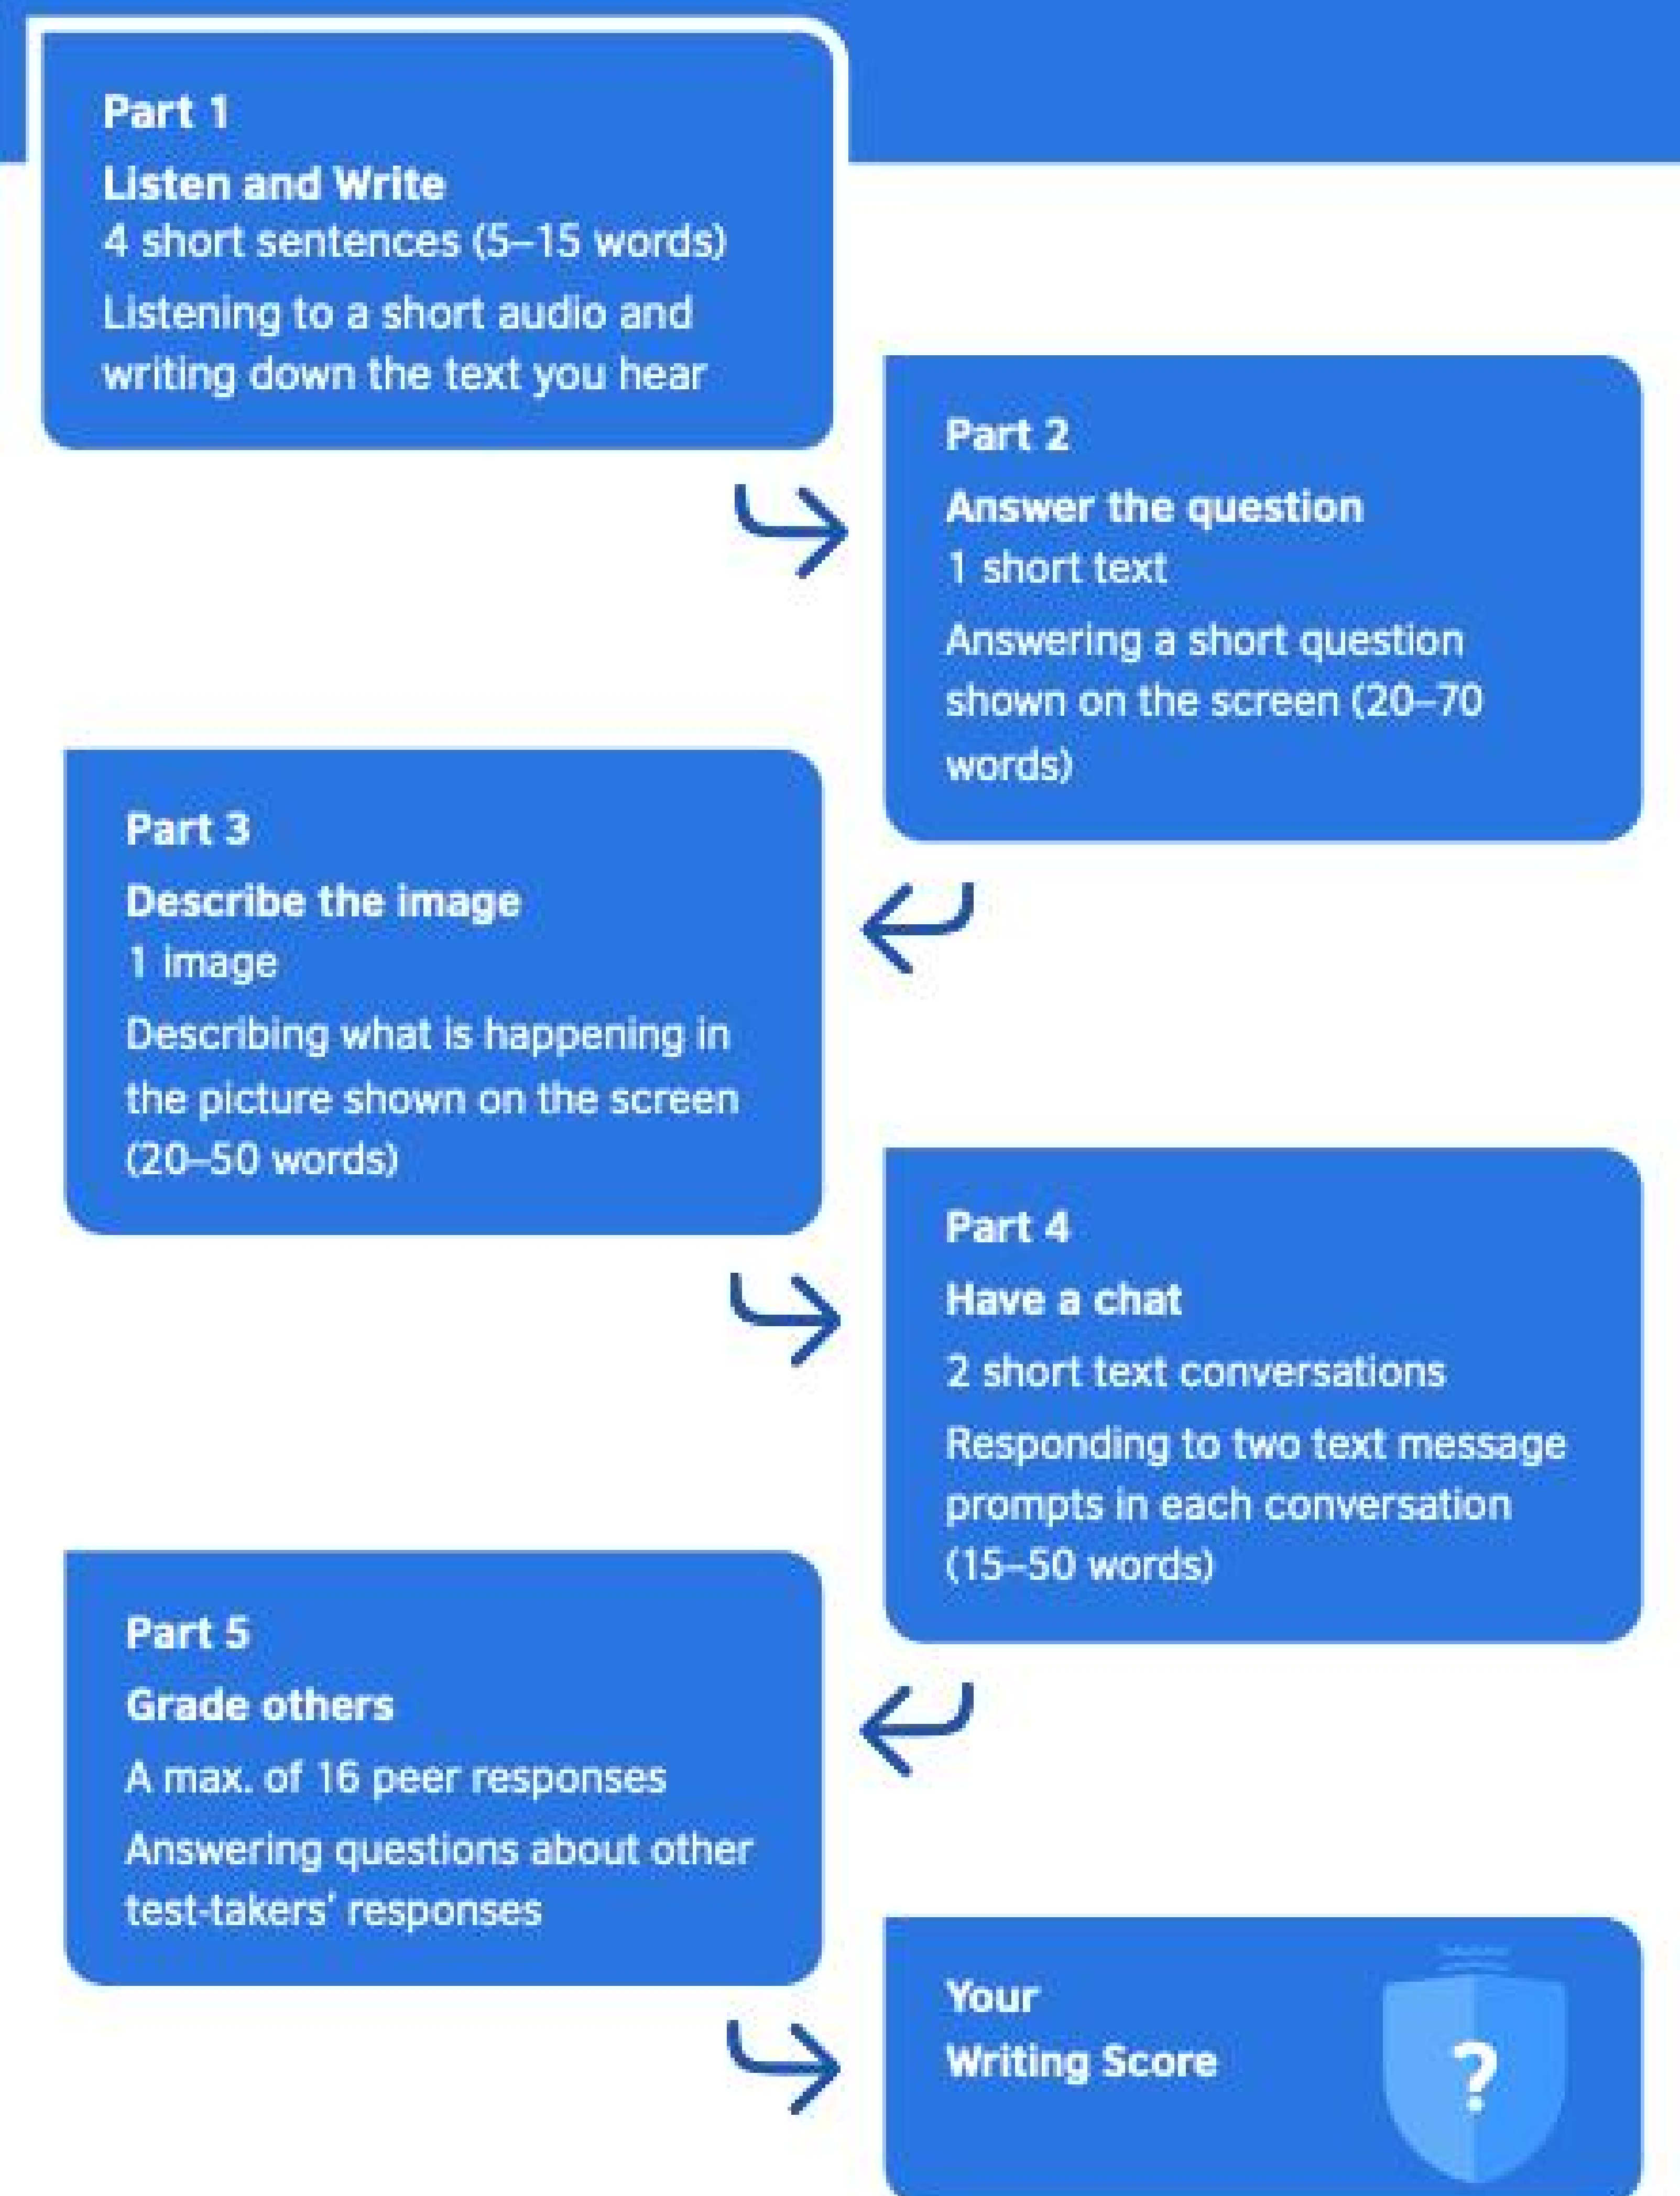 Part 1
Listen and Write
4 short sentences (5–15 words)
Listening to a short audio and
writing down the text you hear
Part 2
Answer the question
1 short text
Answering a short question
shown on the screen (20–70
words)
Part 3
Describe the image
1 image
Describing what is happening in
the picture shown on the screen
(20–50 words)
Part 4
Have a chat
2 short text conversations
Responding to two text message
prompts in each conversation
(15–50 words)
Part 5
Grade others
A max. of 16 peer responses
Answering questions about other
test-takers’ responses
Your
Writing Score
?